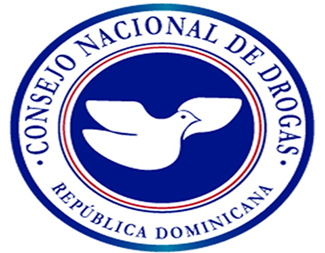 · CONSEJO NACIONAL DE DROGAS ·
REPÚBLICA DOMINICANA